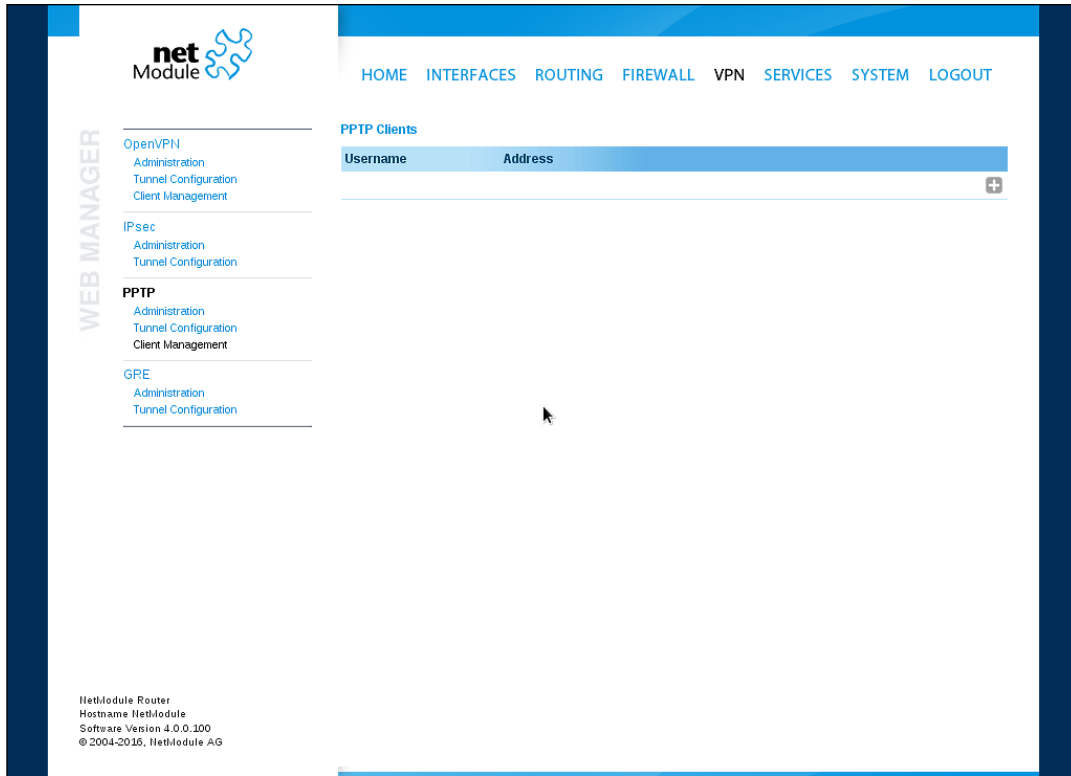 net
Module
HOME INTERFACES ROUTING FIREWALL VPN SERVICES SYSTEM LOGOUT
WEB MANAGER
OpenVPN
Administration
Tunnel Configuration
Client Management
IPsec
Administration
Tunnel Configuration
PPTP
Administration
Tunnel Configuration
Client Management
GRE
Administration
Tunnel Configuration
PPTP Clients
Username Address
NetModule Router
Hostname NetModule
Software Version 4.0.0.100
© 2004-2016, NetModule AG